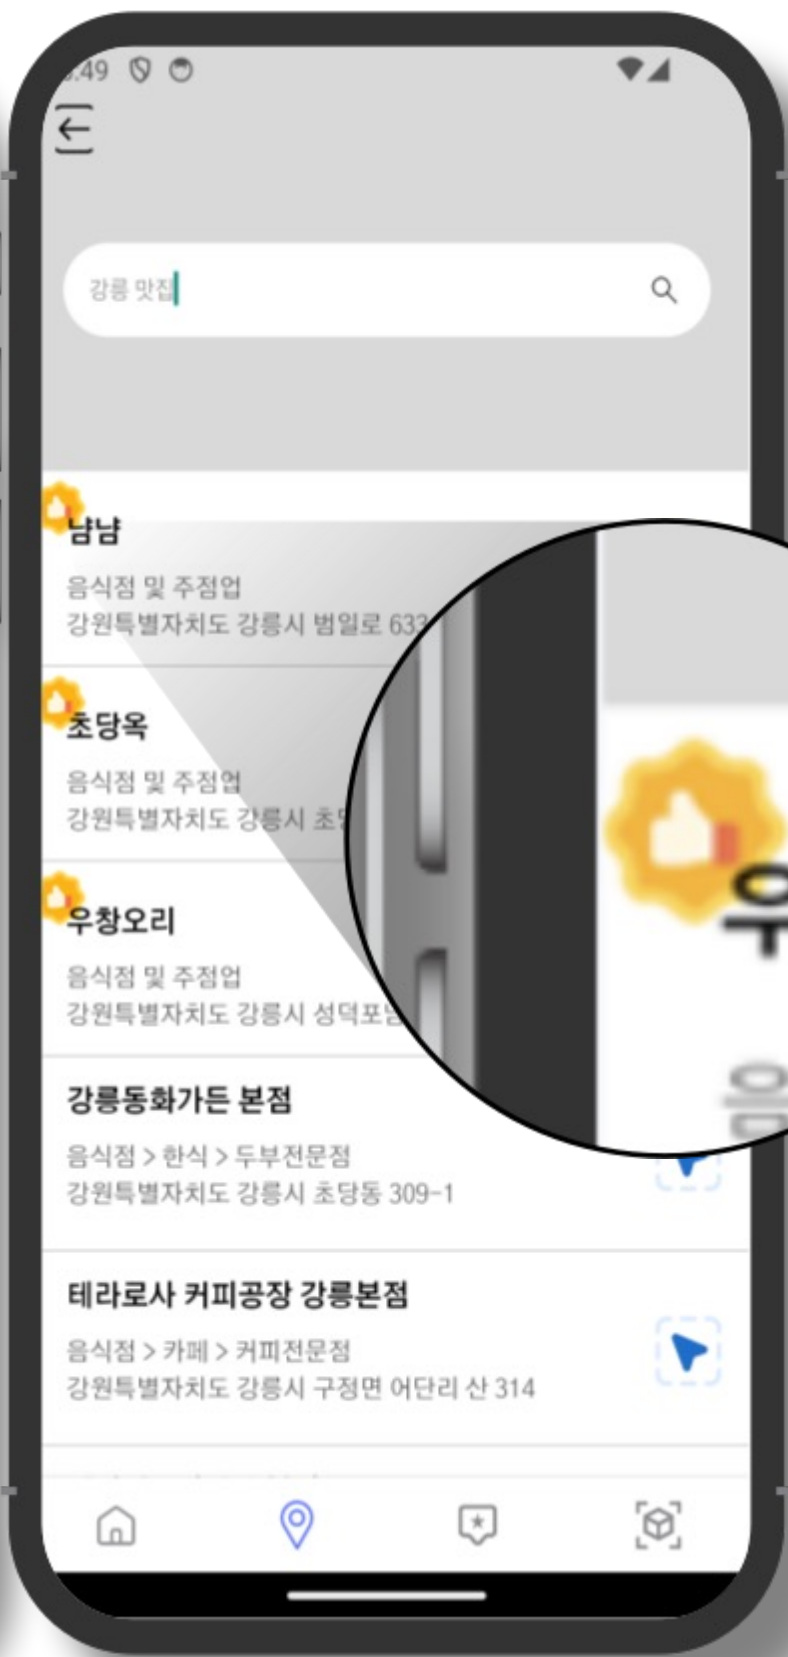 :49
강릉 맛집
냠냠
음식점 및 주점업
강원특별자치도 강릉시 범일로 633
초당옥
음식점 및 주점업
강원특별자치도 강릉시
우창오리
음식점 및 주점업
강원특별자치도 강릉시
우
음
강릉동화가든 본점
음식점 > 한식 > 두부전문점
강원특별자치도 강릉시 초당동 309-1
테라로사 커피공장 강릉본점
음식점 > 카페 > 커피전문점
강원특별자치도 강릉시 구정면 어단리 산 314